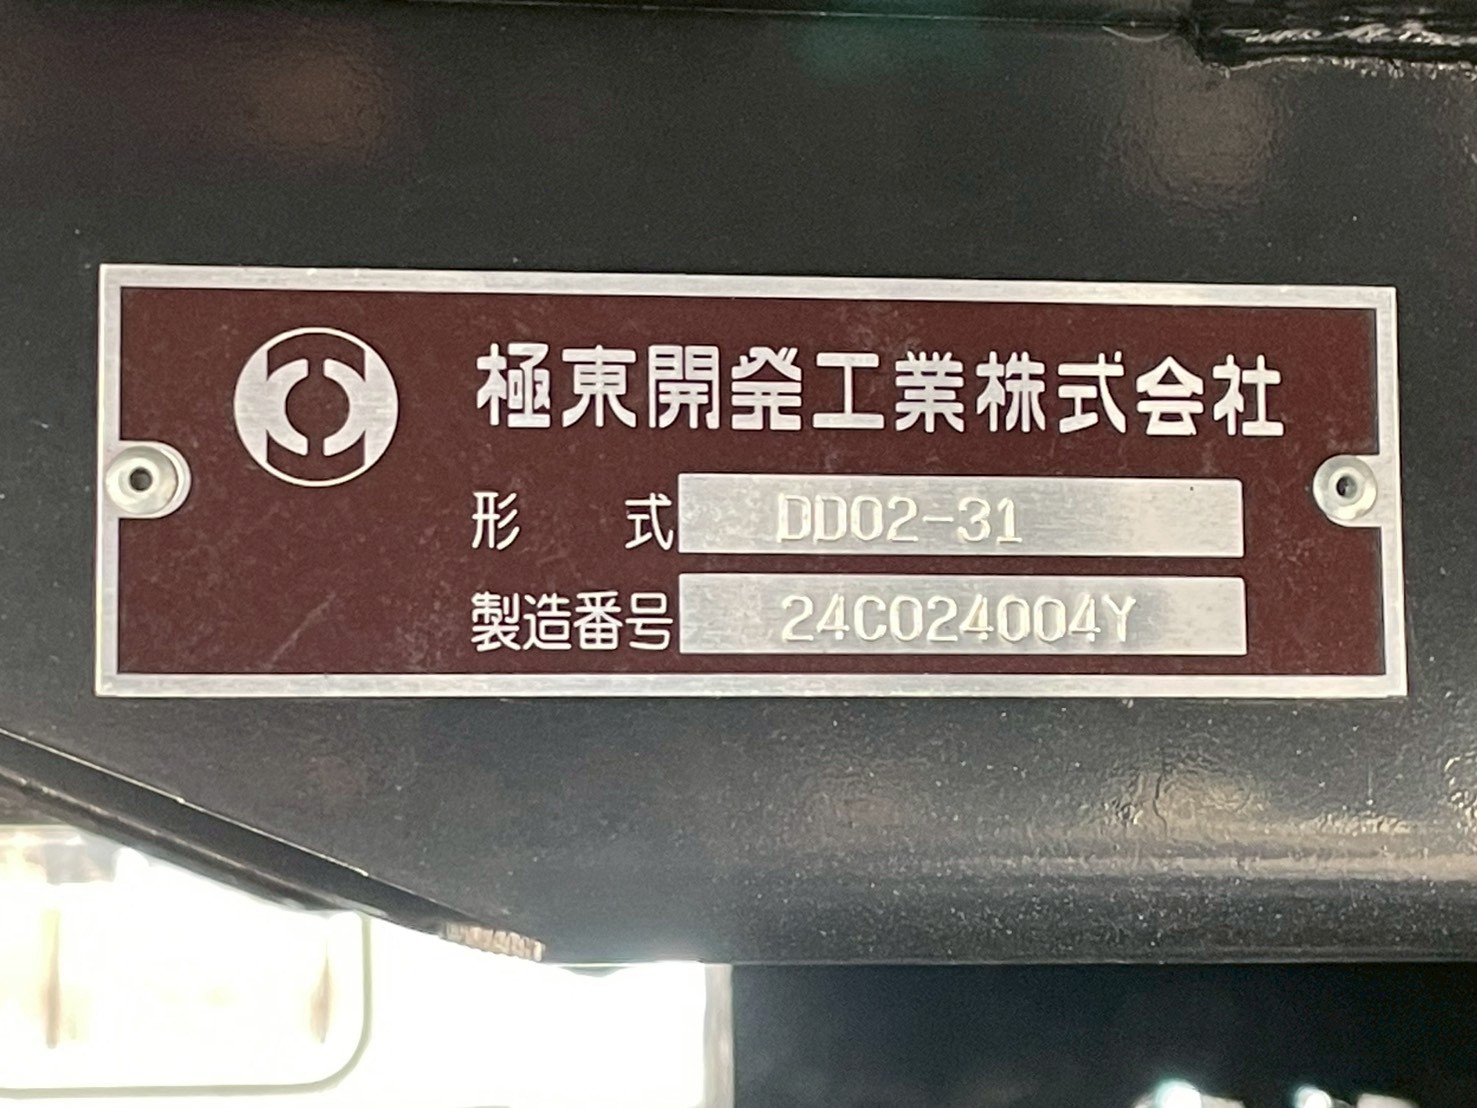 極東開発工業株式会社
形式 DD02-31
製造番号 24C024004Y